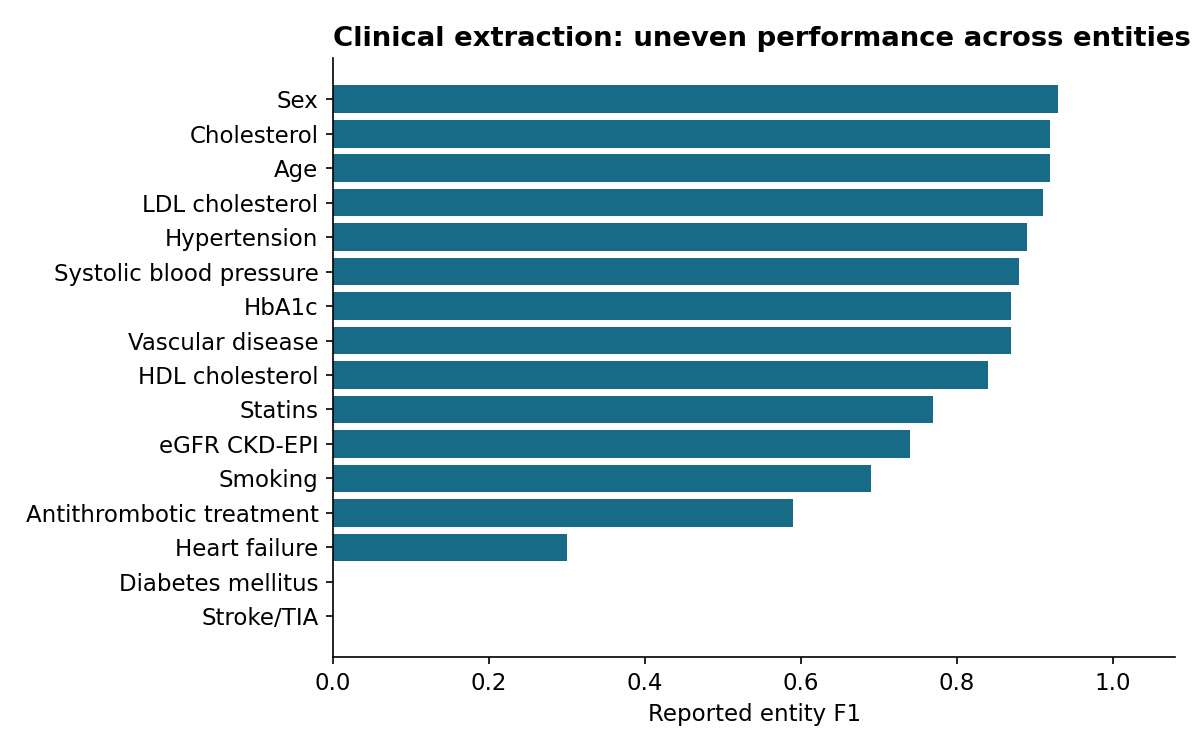 Clinical extraction: uneven performance across entities
Sex
Cholesterol
Age
LDL cholesterol
Hypertension
Systolic blood pressure
HbA1c
Vascular disease
HDL cholesterol
Statins
eGFR CKD-EPI
Smoking
Antithrombotic treatment
Heart failure
Diabetes mellitus
Stroke/TIA
0.0 0.2 0.4 0.6 0.8 1.0
Reported entity F1